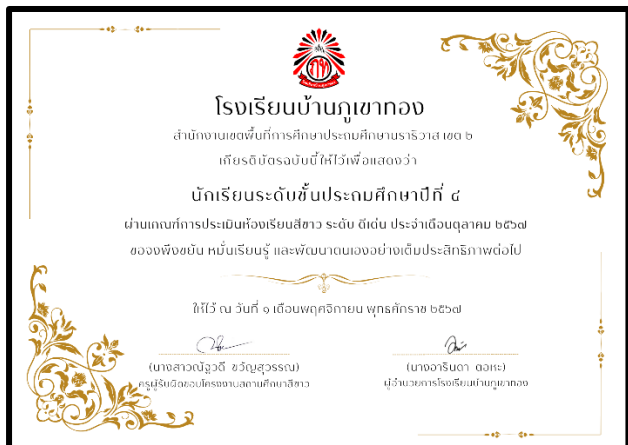 โรงเรียนบ้านภูเขาทอง
สำนักงานเขตพื้นที่การศึกษาประถมศึกษานราธิวาส เขต ๒
เกียรติบัตรฉบับนี้ให้ไว้เพื่อแสดงว่า
นักเรียนระดับชั้นประถมศึกษาปีที่ ๔
ผ่านเกณฑ์การประเมินห้องเรียนสีขาว ระดับ ดีเด่น ประจำเดือนตุลาคม ๒๕๖๗
ขอจงพึงขยัน หมั่นเรียนรู้ และพัฒนาตนเองอย่างเต็มประสิทธิภาพต่อไป
ให้ไว้ ณ วันที่ ๑ เดือนพฤศจิกายน พุทธศักราช ๒๕๖๗
(นางสาวณัฐวดี ขวัญสุวรรณ)
ครูผู้รับผิดชอบโครงงานสถานศึกษาสีขาว
(นางอารินดา ตอเหะ)
ผู้อำนวยการโรงเรียนบ้านภูเขาทอง